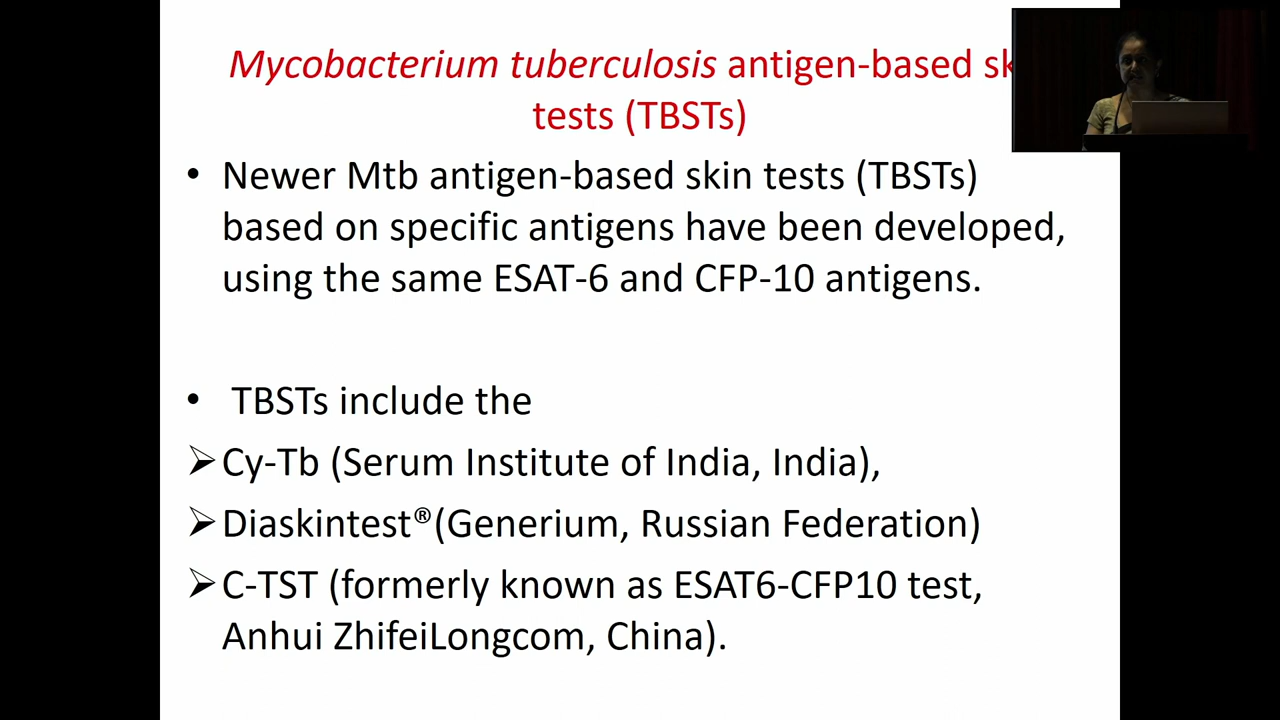 Mycobacterium tuberculosis antigen-based
tests (TBSTs)
• Newer Mtb antigen-based skin tests (TBSTs)
based on specific antigens have been developed,
using the same ESAT-6 and CFP-10 antigens.
• TBSTs include the
➢ Cy-Tb (Serum Institute of India, India),
➢ Diaskintest®(Generium, Russian Federation)
➢ C-TST (formerly known as ESAT6-CFP10 test,
Anhui ZhifeiLongcom, China).